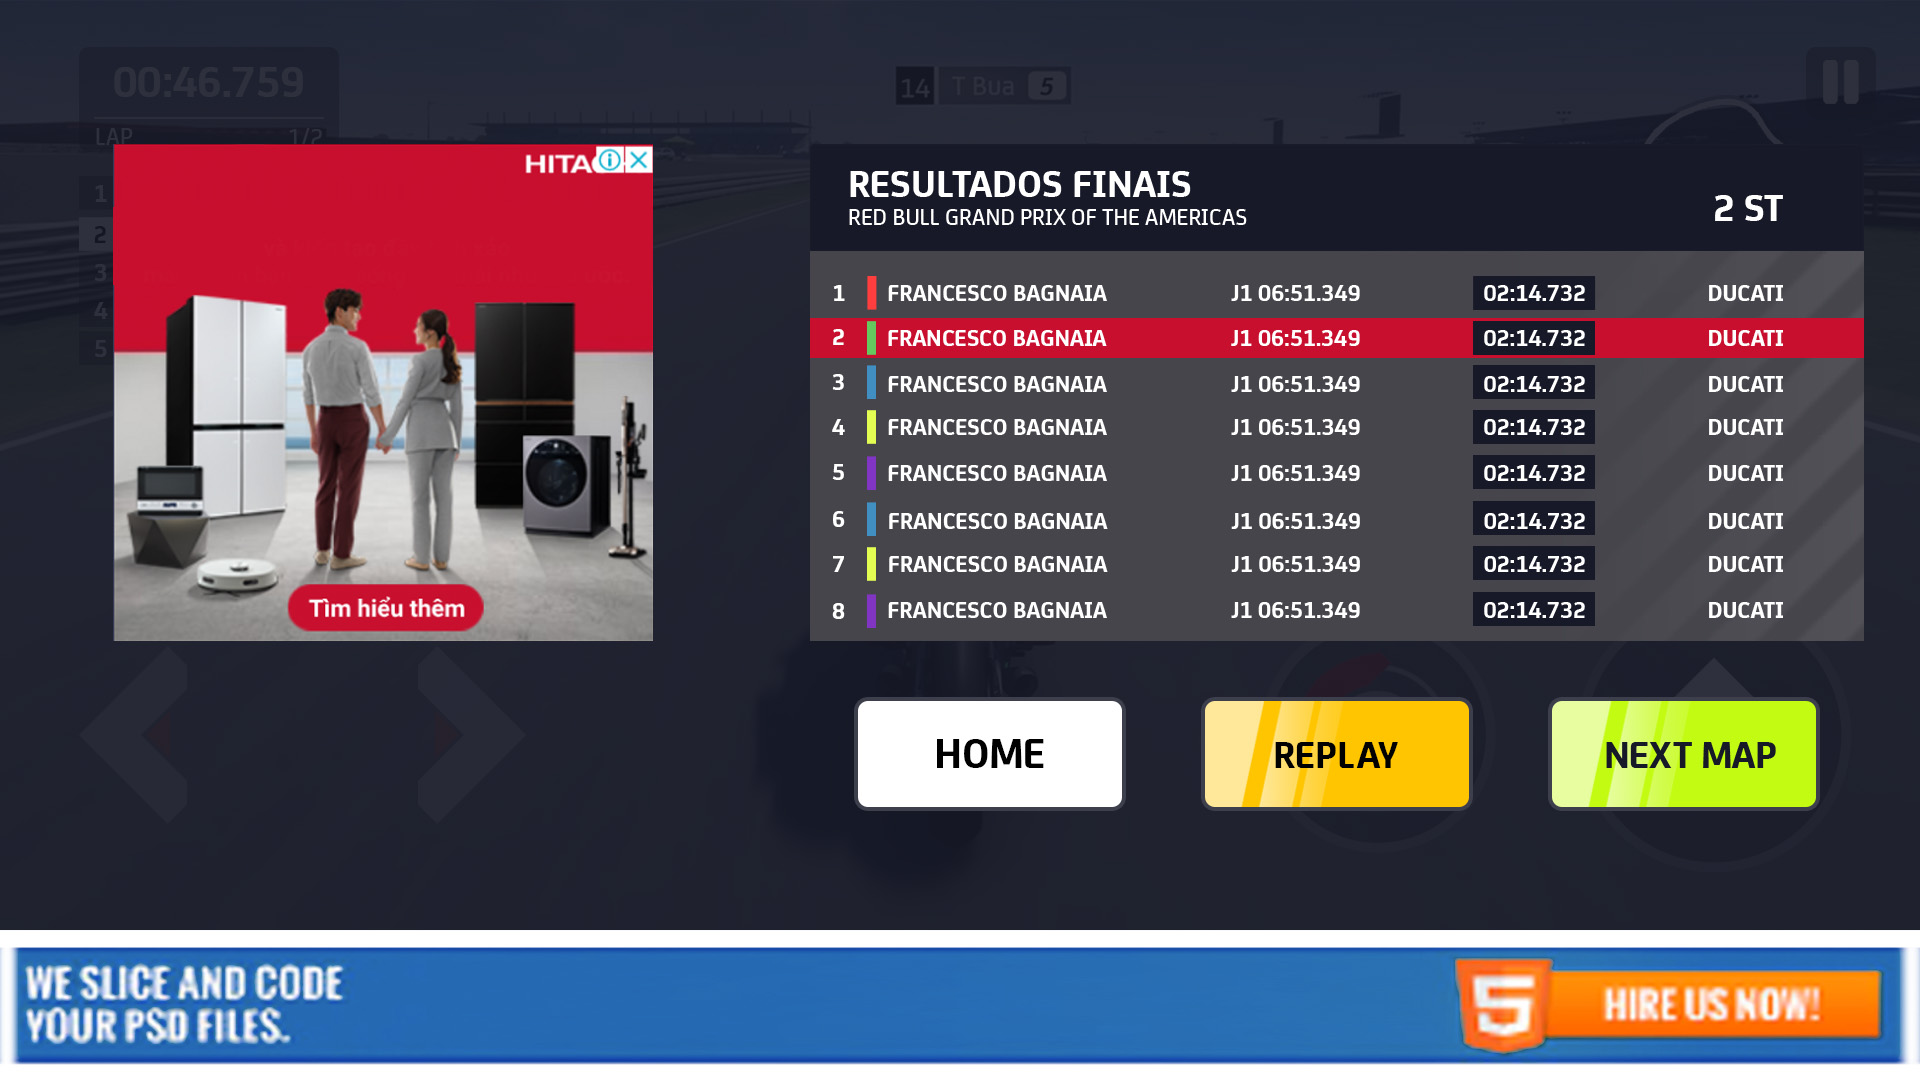 00:46.759
LAP 1/2
14 T Bua 5
1
2
3
4
5
Tìm hiểu thêm
RESULTADOS FINAIS
RED BULL GRAND PRIX OF THE AMERICAS
2 ST
1 FRANCESCO BAGNAIA J1 06:51.349 02:14.732 DUCATI
2 FRANCESCO BAGNAIA J1 06:51.349 02:14.732 DUCATI
3 FRANCESCO BAGNAIA J1 06:51.349 02:14.732 DUCATI
4 FRANCESCO BAGNAIA J1 06:51.349 02:14.732 DUCATI
5 FRANCESCO BAGNAIA J1 06:51.349 02:14.732 DUCATI
6 FRANCESCO BAGNAIA J1 06:51.349 02:14.732 DUCATI
7 FRANCESCO BAGNAIA J1 06:51.349 02:14.732 DUCATI
8 FRANCESCO BAGNAIA J1 06:51.349 02:14.732 DUCATI
HOME
REPLAY
NEXT MAP
WE SLICE AND CODE
YOUR PSD FILES.
5 HIRE US NOW!